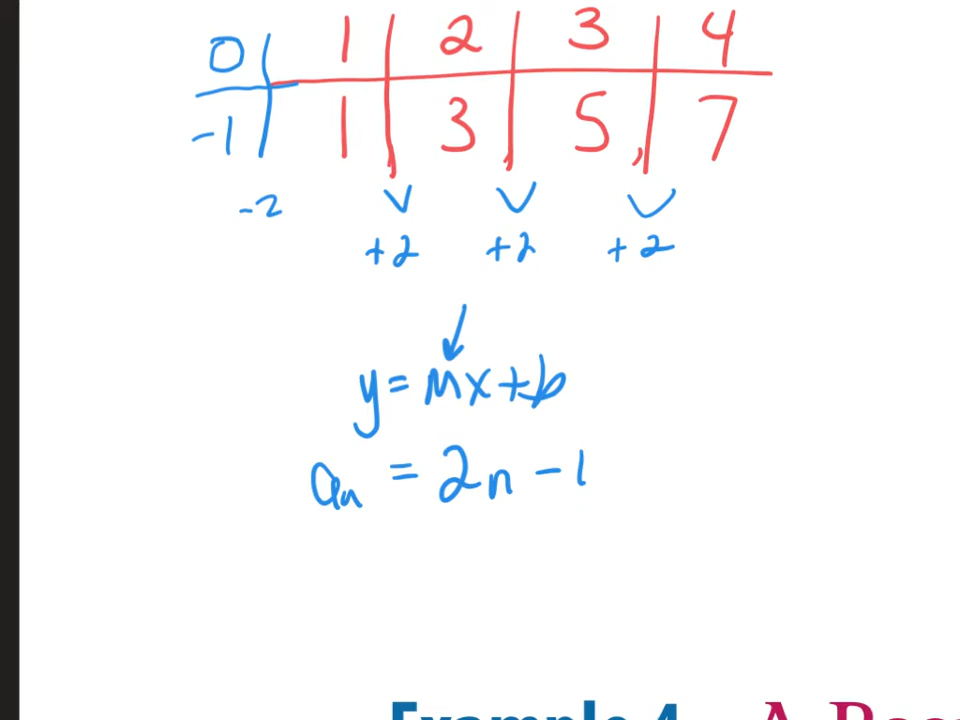 0 1 2 3 4
-1 1, 3, 5, 7
-2 +2 +2 +2
y = mx + b
aₙ = 2n - 1
Example 4